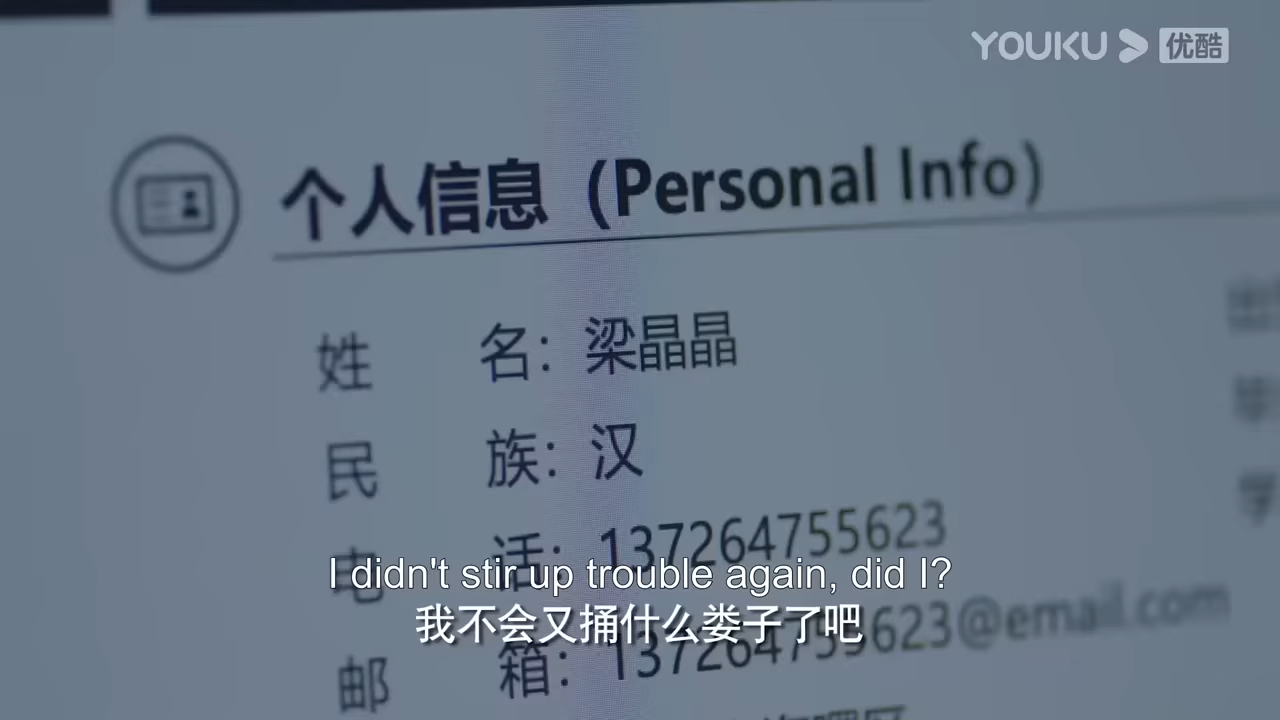 YOUKU 优酷
个人信息（Personal Info）
姓 名：梁晶晶
民 族：汉
电 话：137264755623
I didn't stir up trouble again, did I?
我不会又捅什么娄子了吧
邮 箱：137264755623@email.com